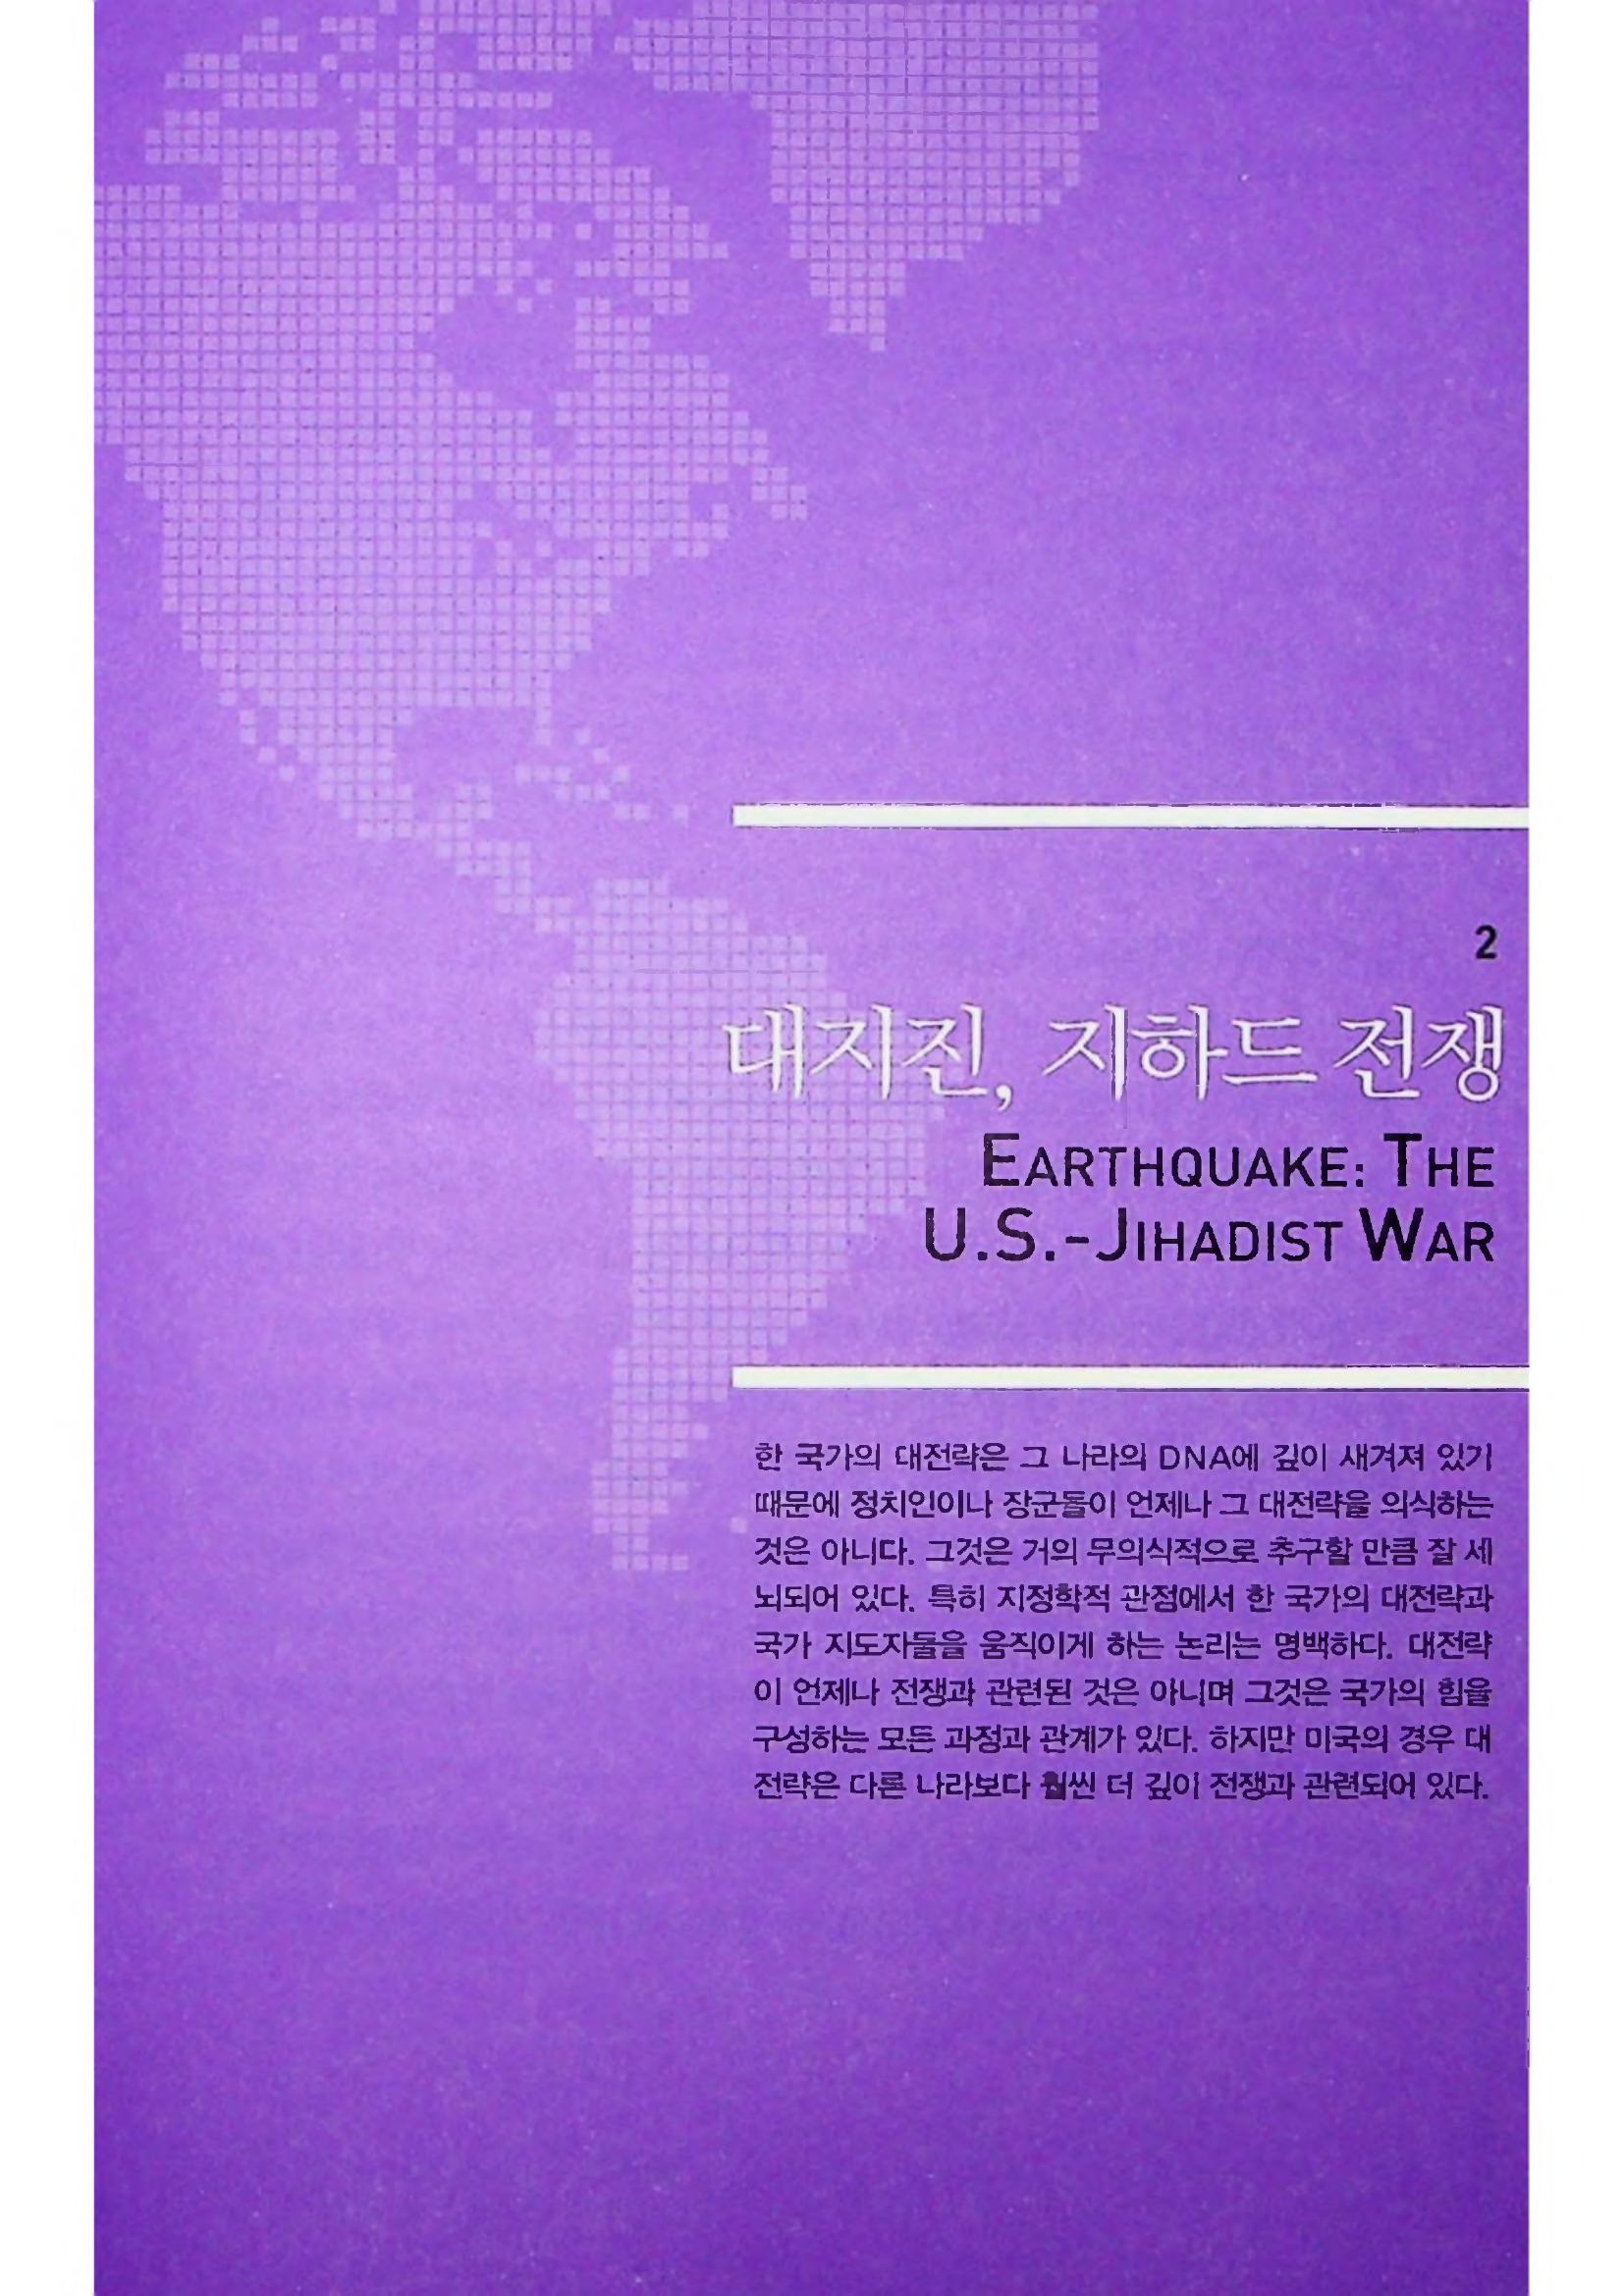 2
대지진, 지하드 전쟁
EARTHQUAKE: THE
U.S.-JIHADIST WAR
한 국가의 대전략은 그 나라의 DNA에 깊이 새겨져 있기
때문에 정치인이나 장군들이 언제나 그 대전략을 의식하는
것은 아니다. 그것은 거의 무의식적으로 추구할 만큼 잘 세
뇌되어 있다. 특히 지정학적 관점에서 한 국가의 대전략과
국가 지도자들을 움직이게 하는 논리는 명백하다. 대전략
이 언제나 전쟁과 관련된 것은 아니며 그것은 국가의 힘을
구성하는 모든 과정과 관계가 있다. 하지만 미국의 경우 대
전략은 다른 나라보다 훨씬 더 깊이 전쟁과 관련되어 있다.